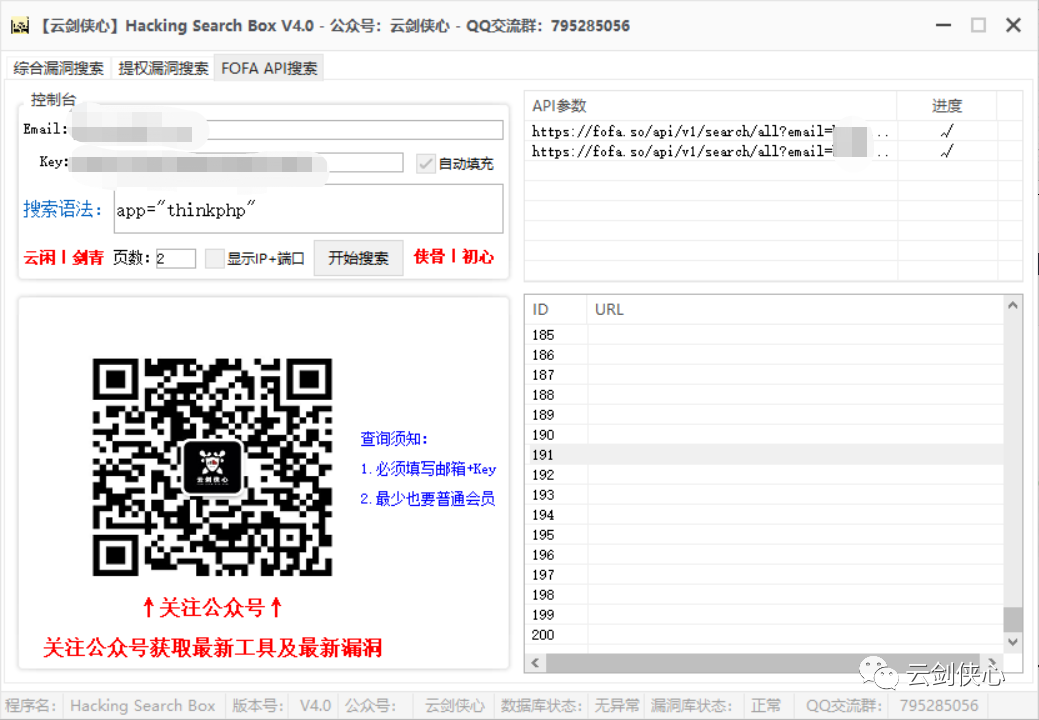 【云剑侠心】Hacking Search Box V4.0 - 公众号：云剑侠心 - QQ交流群：795285056
综合漏洞搜索 提权漏洞搜索 FOFA API搜索
控制台
Email:
Key: 自动填充
搜索语法： app="thinkphp"
云闲|剑青 页数: 2 显示IP+端口 开始搜索 侠骨|初心
API参数 进度
https://fofa.so/api/v1/search/all?email= .. √
https://fofa.so/api/v1/search/all?email= .. √
云剑侠心
查询须知:
1.必须填写邮箱+Key
2.最少也要普通会员
↑关注公众号↑
关注公众号获取最新工具及最新漏洞
ID URL
185
186
187
188
189
190
191
192
193
194
195
196
197
198
199
200
云剑侠心
程序名: Hacking Search Box 版本号: V4.0 公众号: 云剑侠心 数据库状态: 无异常 漏洞库状态: 正常 QQ交流群: 795285056